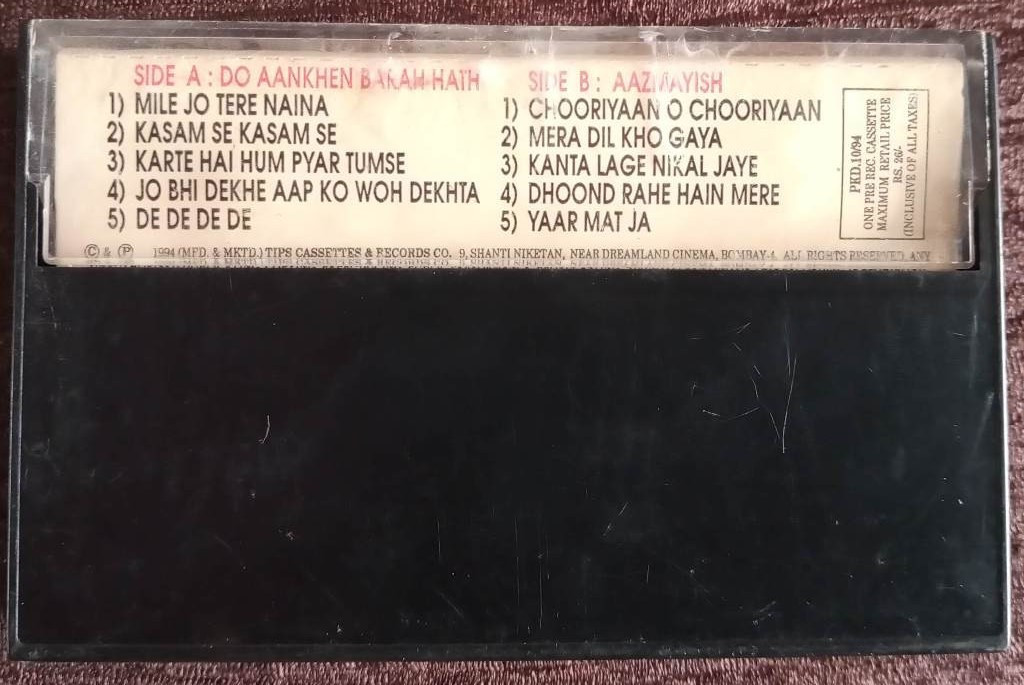 SIDE A : DO AANKHEN BARAH HATH
1) MILE JO TERE NAINA
2) KASAM SE KASAM SE
3) KARTE HAI HUM PYAR TUMSE
4) JO BHI DEKHE AAP KO WOH DEKHTA
5) DE DE DE DE
SIDE B : AAZMAYISH
1) CHOORIYAAN O CHOORIYAAN
2) MERA DIL KHO GAYA
3) KANTA LAGE NIKAL JAYE
4) DHOOND RAHE HAIN MERE
5) YAAR MAT JA
PKD.10/94
ONE PRE REC. CASSETTE
MAXIMUM RETAIL PRICE
RS. 26/-
(INCLUSIVE OF ALL TAXES)
© & ℗ 1994 (MFD. & MKTD.) TIPS CASSETTES & RECORDS CO. 9, SHANTI NIKETAN, NEAR DREAMLAND CINEMA, BOMBAY-4. ALL RIGHTS RESERVED. ANY